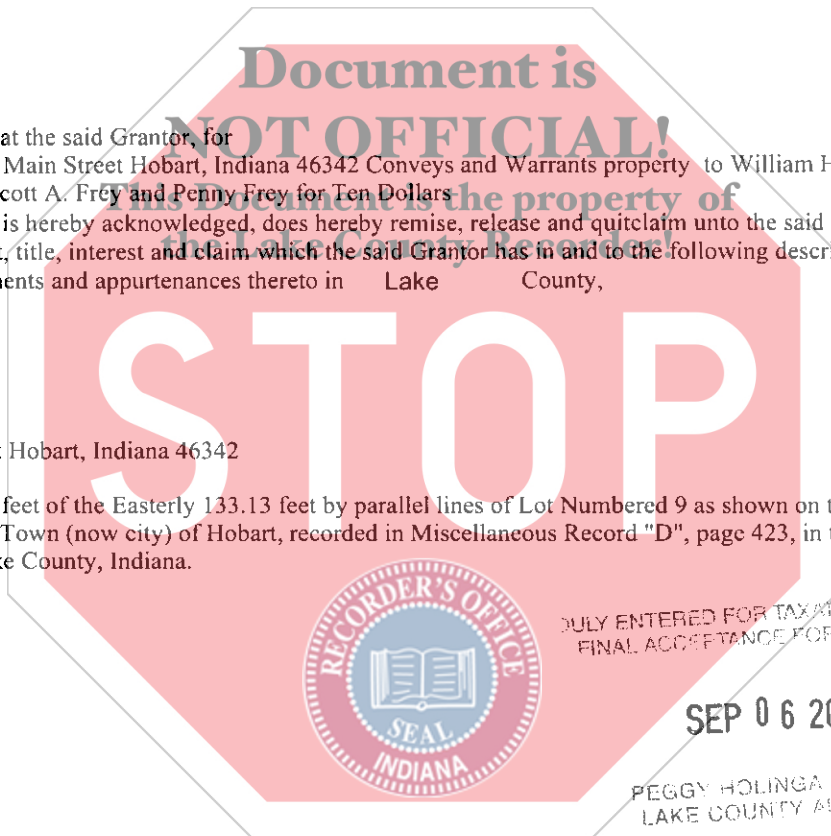 Document is
NOT OFFICIAL!
This Document is the property of
the Lake County Recorder!
at the said Grantor, for
Main Street Hobart, Indiana 46342 Conveys and Warrants property to William H
cott A. Frey and Penny Frey for Ten Dollars
is hereby acknowledged, does hereby remise, release and quitclaim unto the said
, title, interest and claim which the said Grantor has in and to the following descri
ents and appurtenances thereto in Lake County,
STOP
Hobart, Indiana 46342
feet of the Easterly 133.13 feet by parallel lines of Lot Numbered 9 as shown on t
Town (now city) of Hobart, recorded in Miscellaneous Record "D", page 423, in t
e County, Indiana.
RECORDER'S OFFICE
SEAL
INDIANA
DULY ENTERED FOR TAXAT
FINAL ACCEPTANCE FOR
SEP 06 20
PEGGY HOLINGA
LAKE COUNTY A